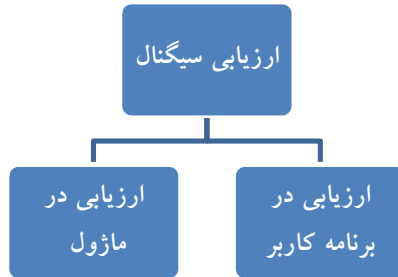 ارزیابی سیگنال
ارزیابی در
برنامه کاربر
ارزیابی در
ماژول